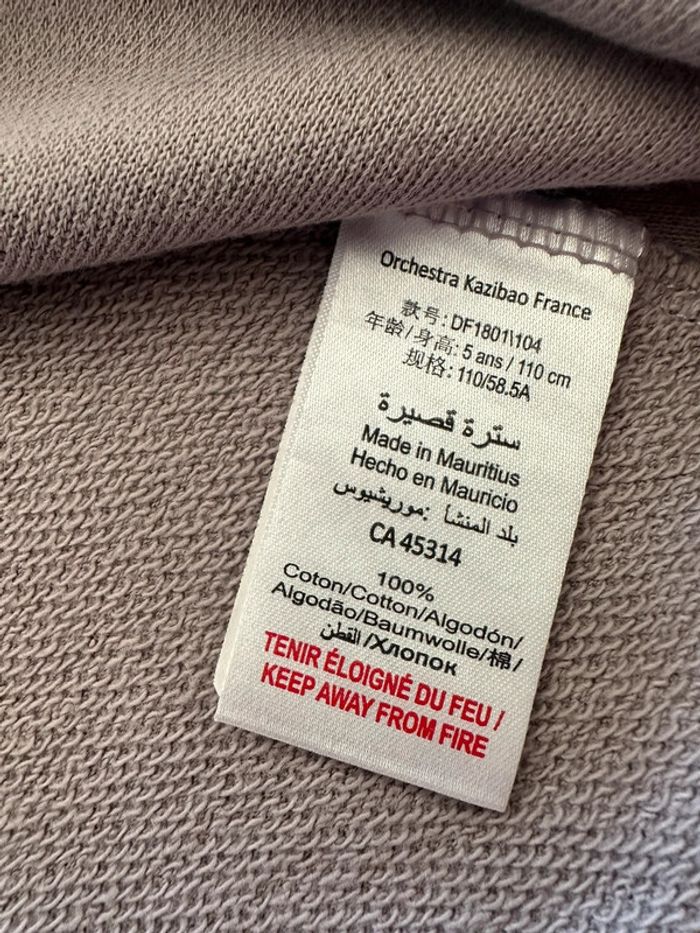 Orchestra Kazibao France
款号: DF1801\104
年龄/身高: 5 ans / 110 cm
规格: 110/58.5A
سترة قصيرة
Made in Mauritius
Hecho en Mauricio
بلد المنشأ :موريشيوس
CA 45314
100%
Coton/Cotton/Algodón/
Algodão/Baumwolle/棉/
القطن/Хлопок
TENIR ÉLOIGNÉ DU FEU /
KEEP AWAY FROM FIRE